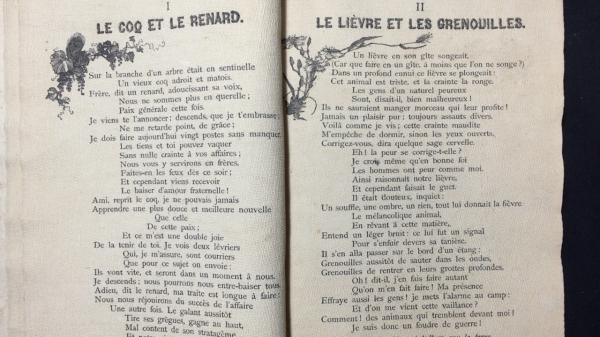 I
LE COQ ET LE RENARD.
Sur la branche d'un arbre était en sentinelle
Un vieux coq adroit et matois.
Frère, dit un renard, adoucissant sa voix,
Nous ne sommes plus en querelle;
Paix générale cette fois.
Je viens te l'annoncer; descends, que je t'embrasse;
Ne me retarde point, de grâce;
Je dois faire aujourd'hui vingt postes sans manquer.
Les tiens et toi pouvez vaquer
Sans nulle crainte à vos affaires;
Nous vous y servirons en frères.
Faites-en les feux dès ce soir;
Et cependant viens recevoir
Le baiser d'amour fraternelle!
Ami, reprit le coq, je ne pouvais jamais
Apprendre une plus douce et meilleure nouvelle
Que celle
De cette paix;
Et ce m'est une double joie
De la tenir de toi. Je vois deux lévriers
Qui, je m'assure, sont courriers
Que pour ce sujet on envoie:
Ils vont vite, et seront dans un moment à nous.
Je descends; nous pourrons nous entre-baiser tous.
Adieu, dit le renard, ma traite est longue à faire:
Nous nous réjouirons du succès de l'affaire
Une autre fois. Le galant aussitôt
Tire ses grègues, gagne au haut,
Mal content de son stratagème
II
LE LIÈVRE ET LES GRENOUILLES.
Un lièvre en son gîte songeait.
(Car que faire en un gîte, à moins que l'on ne songe?)
Dans un profond ennui ce lièvre se plongeait:
Cet animal est triste, et la crainte la ronge.
Les gens d'un naturel peureux
Sont, disait-il, bien malheureux!
Ils ne sauraient manger morceau qui leur profite!
Jamais un plaisir pur; toujours assauts divers.
Voilà comme je vis; cette crainte maudite
M'empêche de dormir, sinon les yeux ouverts.
Corrigez-vous, dira quelque sage cervelle.
Eh! la peur se corrige-t-elle?
Je crois même qu'en bonne foi
Les hommes ont peur comme moi.
Ainsi raisonnait notre lièvre,
Et cependant faisait le guet.
Il était douteux, inquiet:
Un souffle, une ombre, un rien, tout lui donnait la fièvre
Le mélancolique animal,
En rêvant à cette matière,
Entend un léger bruit: ce lui fut un signal
Pour s'enfuir devers sa tanière.
Il s'en alla passer sur le bord d'un étang:
Grenouilles aussitôt de sauter dans les ondes,
Grenouilles de rentrer en leurs grottes profondes.
Oh! dit-il, j'en fais faire autant
Qu'on m'en fait faire! Ma présence
Effraye aussi les gens! je mets l'alarme au camp:
Et d'où me vient cette vaillance?
Comment! des animaux qui tremblent devant moi!
Je suis donc un foudre de guerre!